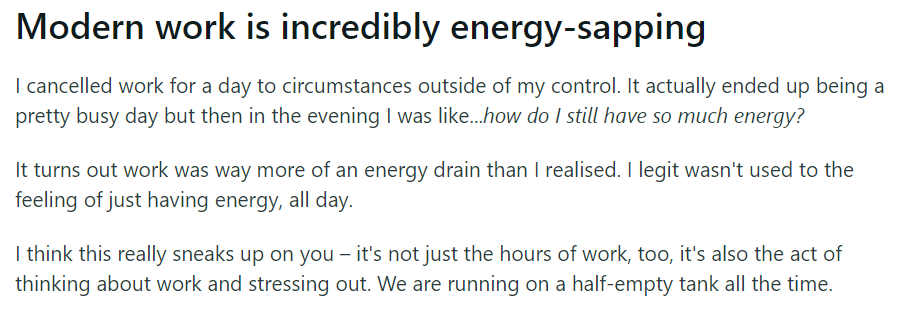 Modern work is incredibly energy-sapping
I cancelled work for a day to circumstances outside of my control. It actually ended up being a
pretty busy day but then in the evening I was like...how do I still have so much energy?
It turns out work was way more of an energy drain than I realised. I legit wasn't used to the
feeling of just having energy, all day.
I think this really sneaks up on you – it's not just the hours of work, too, it's also the act of
thinking about work and stressing out. We are running on a half-empty tank all the time.